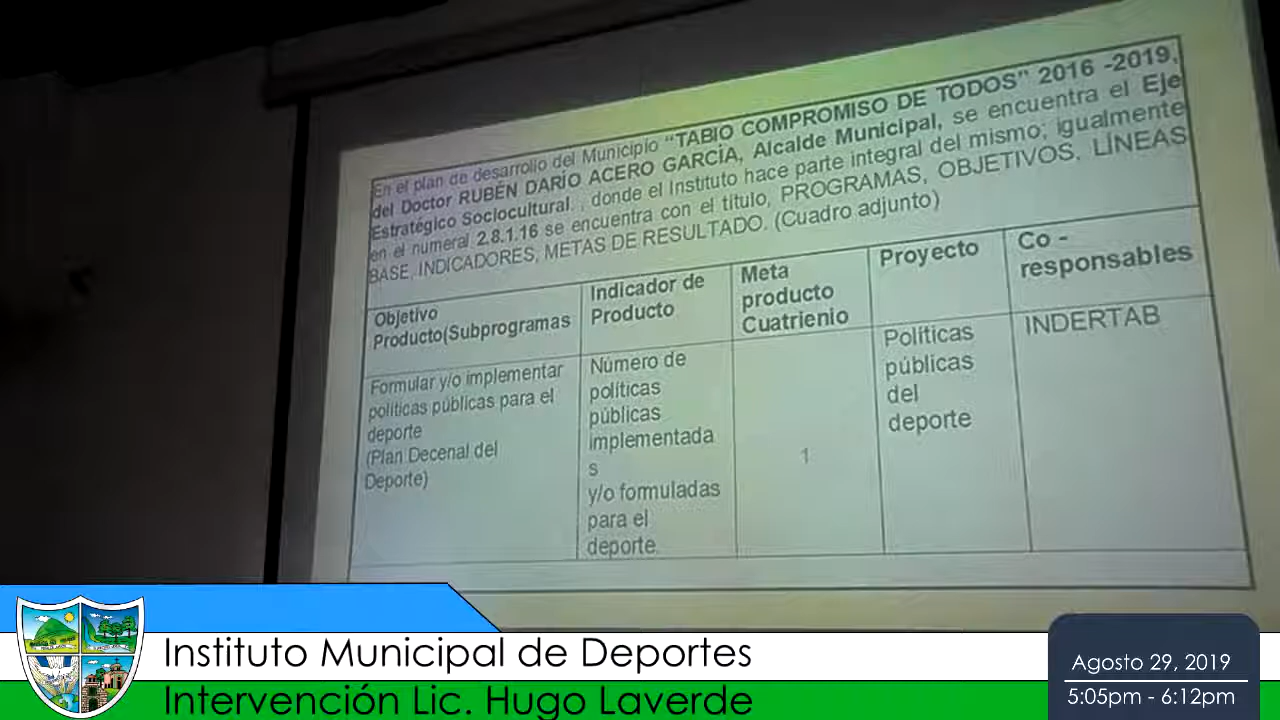 En el plan de desarrollo del Municipio “TABIO COMPROMISO DE TODOS” 2016 -2019,
del Doctor RUBÉN DARÍO ACERO GARCÍA, Alcalde Municipal, se encuentra el Eje
Estratégico Sociocultural , donde el Instituto hace parte integral del mismo; igualmente
en el numeral 2.8.1.16 se encuentra con el titulo, PROGRAMAS, OBJETIVOS, LÍNEAS
BASE, INDICADORES, METAS DE RESULTADO. (Cuadro adjunto)
Objetivo
Producto(Subprogramas
Indicador de
Producto
Meta
producto
Cuatrienio
Proyecto
Co -
responsables
Formular y/o implementar
políticas públicas para el
deporte
(Plan Decenal del
Deporte)
Número de
políticas
públicas
implementada
s
y/o formuladas
para el
deporte.
1
Políticas
públicas
del
deporte
INDERTAB
Instituto Municipal de Deportes
Intervención Lic. Hugo Laverde
Agosto 29, 2019
5:05pm - 6:12pm